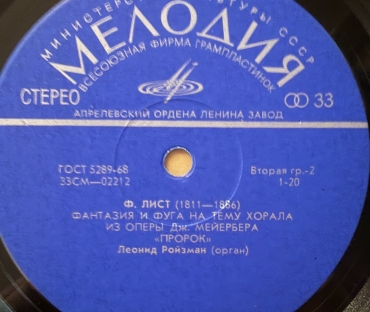 МИНИСТЕРСТВО КУЛЬТУРЫ СССР
МЕЛОДИЯ
ВСЕСОЮЗНАЯ ФИРМА ГРАМПЛАСТИНОК
СТЕРЕО 33
АПРЕЛЕВСКИЙ ОРДЕНА ЛЕНИНА ЗАВОД
ГОСТ 5289-68 Вторая гр.-2
33СМ—02212 1-20
Ф. ЛИСТ (1811—1886)
ФАНТАЗИЯ И ФУГА НА ТЕМУ ХОРАЛА
ИЗ ОПЕРЫ Дж. МЕЙЕРБЕРА
«ПРОРОК»
Леонид Ройзман (орган)